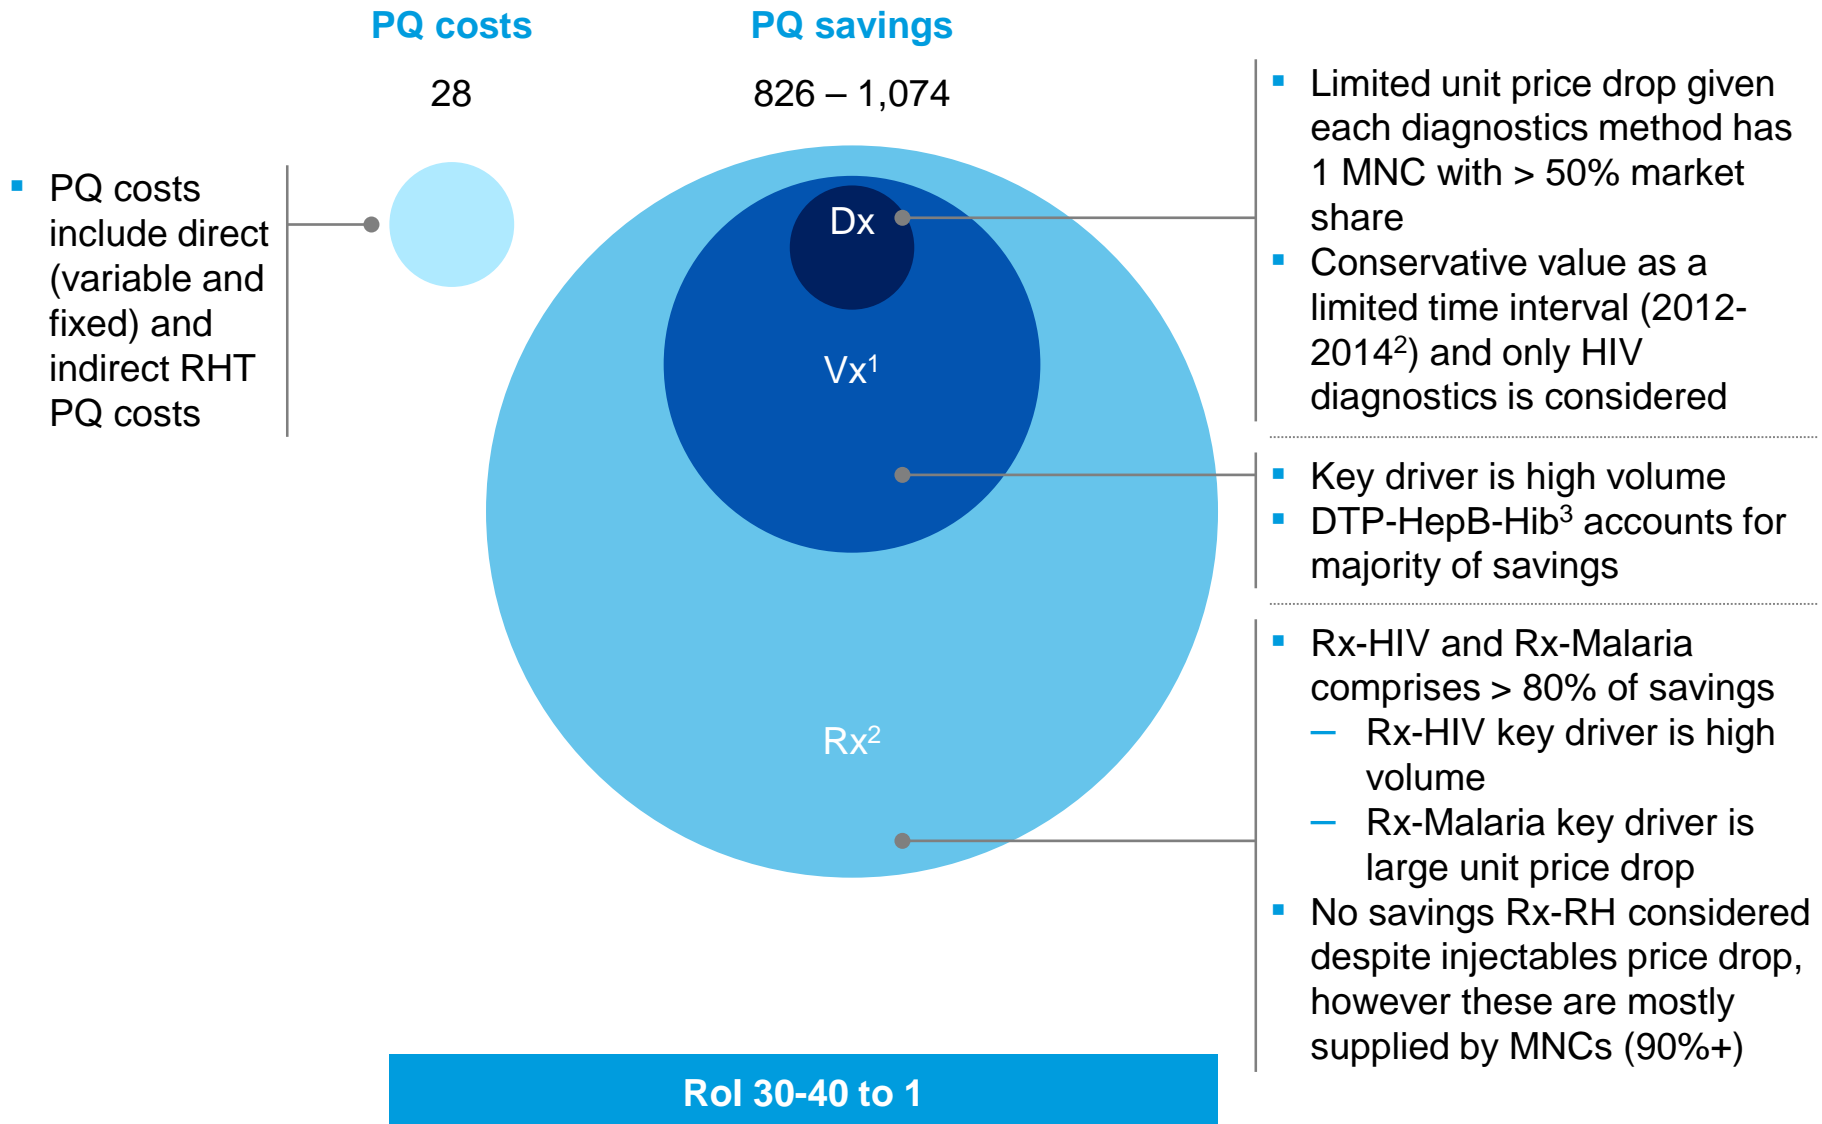 PQ costs
PQ savings
28
826 – 1,074
▪ PQ costs
include direct
(variable and
fixed) and
indirect RHT
PQ costs
Dx
Vx¹
Rx²
▪ Limited unit price drop given
each diagnostics method has
1 MNC with > 50% market
share
▪ Conservative value as a
limited time interval (2012-
2014²) and only HIV
diagnostics is considered
▪ Key driver is high volume
▪ DTP-HepB-Hib³ accounts for
majority of savings
▪ Rx-HIV and Rx-Malaria
comprises > 80% of savings
– Rx-HIV key driver is high
volume
– Rx-Malaria key driver is
large unit price drop
▪ No savings Rx-RH considered
despite injectables price drop,
however these are mostly
supplied by MNCs (90%+)
RoI 30-40 to 1